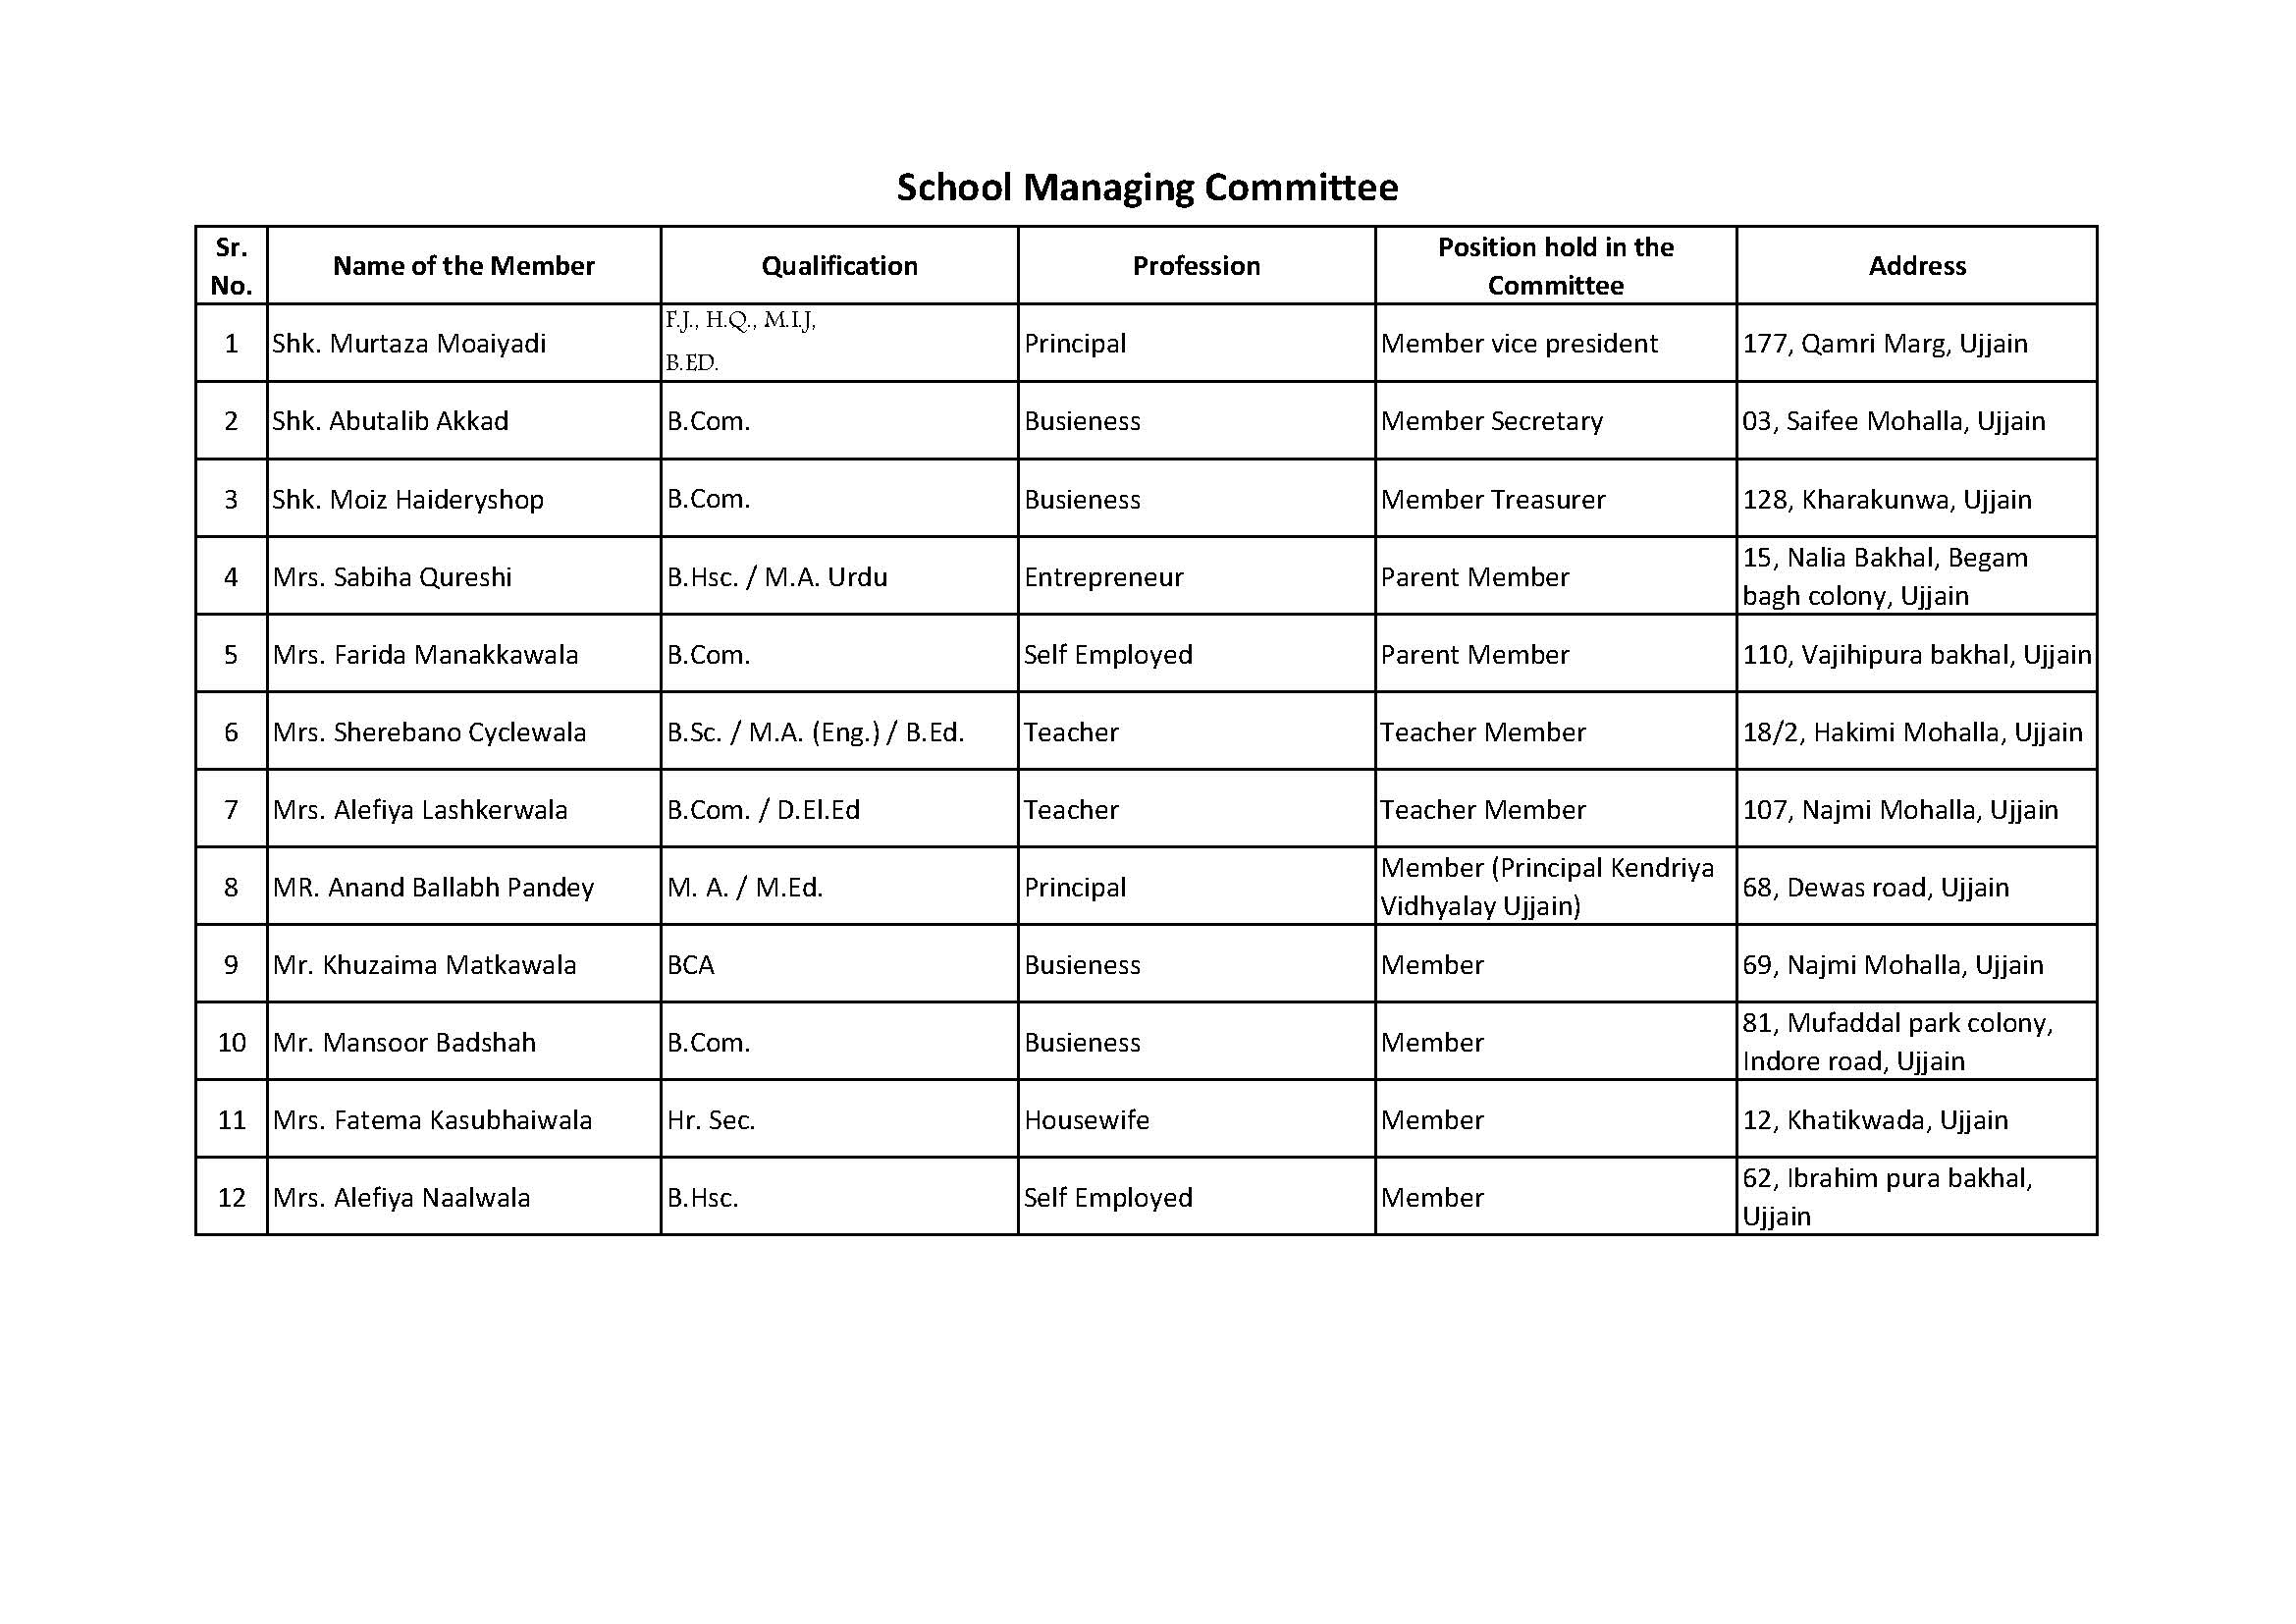 School Managing Committee
Sr. No. Name of the Member Qualification Profession Position hold in the Committee Address
1 Shk. Murtaza Moaiyadi F.J., H.Q., M.I.J, B.ED. Principal Member vice president 177, Qamri Marg, Ujjain
2 Shk. Abutalib Akkad B.Com. Busieness Member Secretary 03, Saifee Mohalla, Ujjain
3 Shk. Moiz Haideryshop B.Com. Busieness Member Treasurer 128, Kharakunwa, Ujjain
4 Mrs. Sabiha Qureshi B.Hsc. / M.A. Urdu Entrepreneur Parent Member 15, Nalia Bakhal, Begam bagh colony, Ujjain
5 Mrs. Farida Manakkawala B.Com. Self Employed Parent Member 110, Vajihipura bakhal, Ujjain
6 Mrs. Sherebano Cyclewala B.Sc. / M.A. (Eng.) / B.Ed. Teacher Teacher Member 18/2, Hakimi Mohalla, Ujjain
7 Mrs. Alefiya Lashkerwala B.Com. / D.El.Ed Teacher Teacher Member 107, Najmi Mohalla, Ujjain
8 MR. Anand Ballabh Pandey M. A. / M.Ed. Principal Member (Principal Kendriya Vidhyalay Ujjain) 68, Dewas road, Ujjain
9 Mr. Khuzaima Matkawala BCA Busieness Member 69, Najmi Mohalla, Ujjain
10 Mr. Mansoor Badshah B.Com. Busieness Member 81, Mufaddal park colony, Indore road, Ujjain
11 Mrs. Fatema Kasubhaiwala Hr. Sec. Housewife Member 12, Khatikwada, Ujjain
12 Mrs. Alefiya Naalwala B.Hsc. Self Employed Member 62, Ibrahim pura bakhal, Ujjain